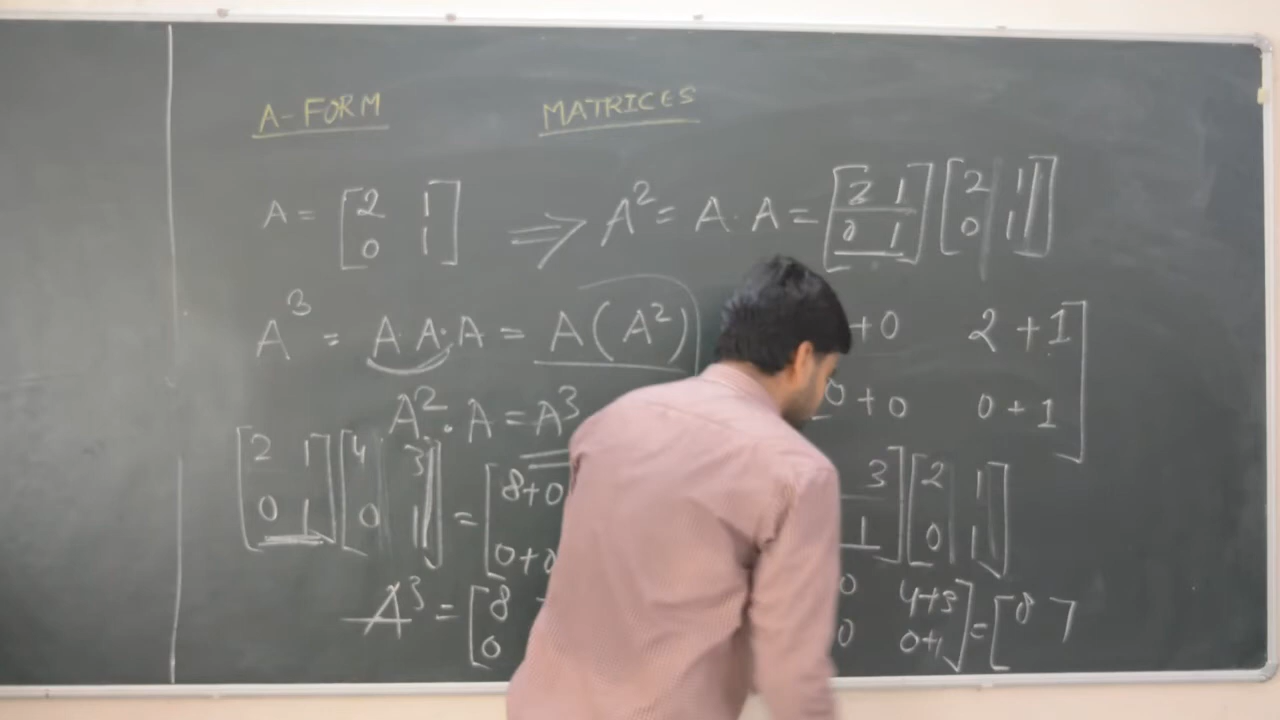 A-FORM MATRICES
A = [2 1 ⇒ A² = A·A = [2 1 [2 1
0 1] 0 1] 0 1]
A³ = A·A·A = A(A²) +0 2+1
0+0 0+1]
A²·A = A³
[2 1 [4 3 = [8+0 3 [2 1
0 1] 0 1] 0+0 1] 0 1]
A³ = [8 0 4+3 = [8 7
0 0 0+1]